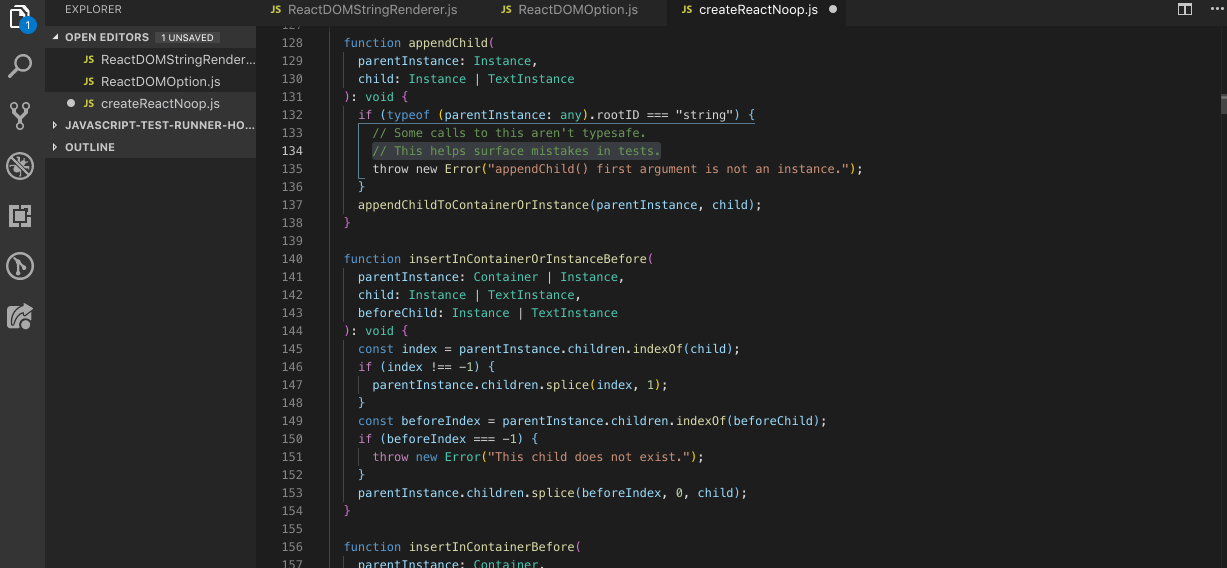 EXPLORER
JS ReactDOMStringRenderer.js JS ReactDOMOption.js JS createReactNoop.js
1
OPEN EDITORS 1 UNSAVED
JS ReactDOMStringRender...
JS ReactDOMOption.js
JS createReactNoop.js
JAVASCRIPT-TEST-RUNNER-HO...
OUTLINE
127
128 function appendChild(
129 parentInstance: Instance,
130 child: Instance | TextInstance
131 ): void {
132 if (typeof (parentInstance: any).rootID === "string") {
133 // Some calls to this aren't typesafe.
134 // This helps surface mistakes in tests.
135 throw new Error("appendChild() first argument is not an instance.");
136 }
137 appendChildToContainerOrInstance(parentInstance, child);
138 }
139
140 function insertInContainerOrInstanceBefore(
141 parentInstance: Container | Instance,
142 child: Instance | TextInstance,
143 beforeChild: Instance | TextInstance
144 ): void {
145 const index = parentInstance.children.indexOf(child);
146 if (index !== -1) {
147 parentInstance.children.splice(index, 1);
148 }
149 const beforeIndex = parentInstance.children.indexOf(beforeChild);
150 if (beforeIndex === -1) {
151 throw new Error("This child does not exist.");
152 }
153 parentInstance.children.splice(beforeIndex, 0, child);
154 }
155
156 function insertInContainerBefore(
157 parentInstance: Container,